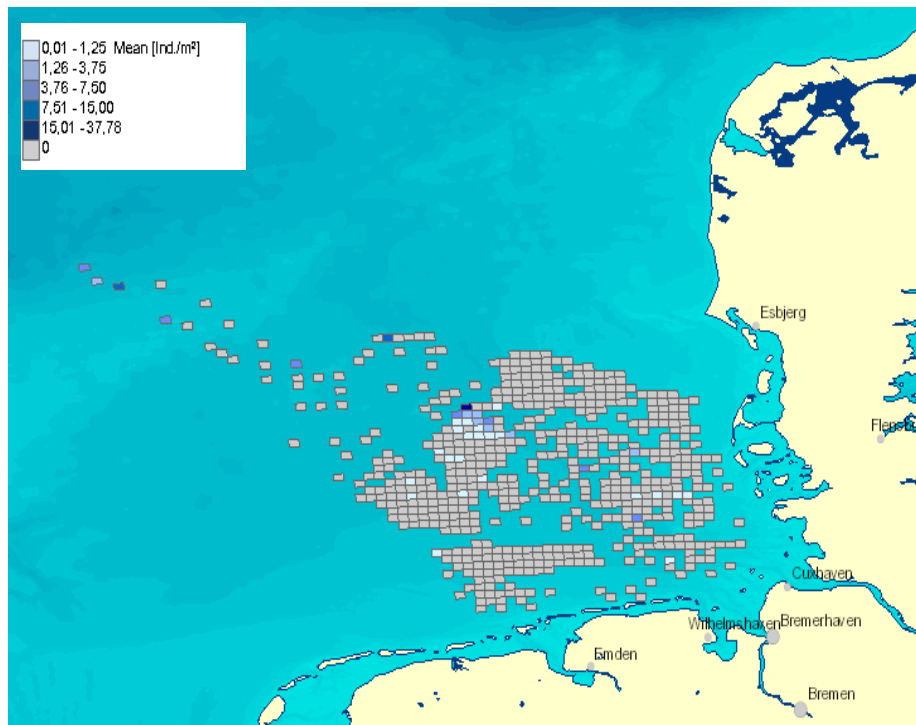 0,01 - 1,25 Mean [Ind./m²]
1,26 - 3,75
3,76 - 7,50
7,51 - 15,00
15,01 - 37,78
0
Esbjerg
Cuxhaven
Wilhelmshaven
Bremerhaven
Emden
Bremen